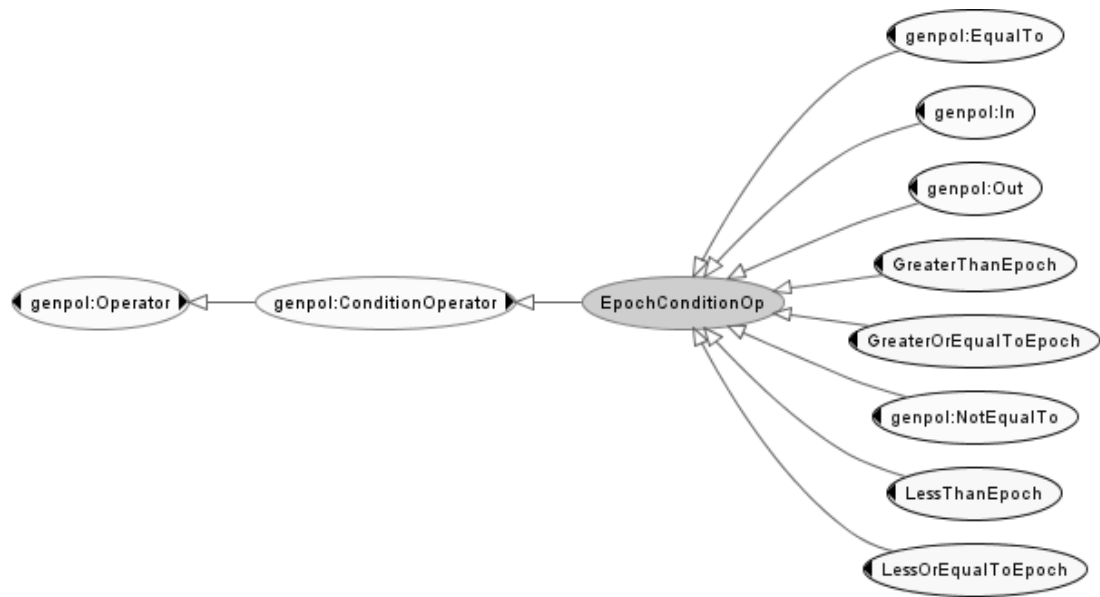 genpol:EqualTo
genpol:In
genpol:Out
GreaterThanEpoch
genpol:Operator
genpol:ConditionOperator
EpochConditionOp
GreaterOrEqualToEpoch
genpol:NotEqualTo
LessThanEpoch
LessOrEqualToEpoch